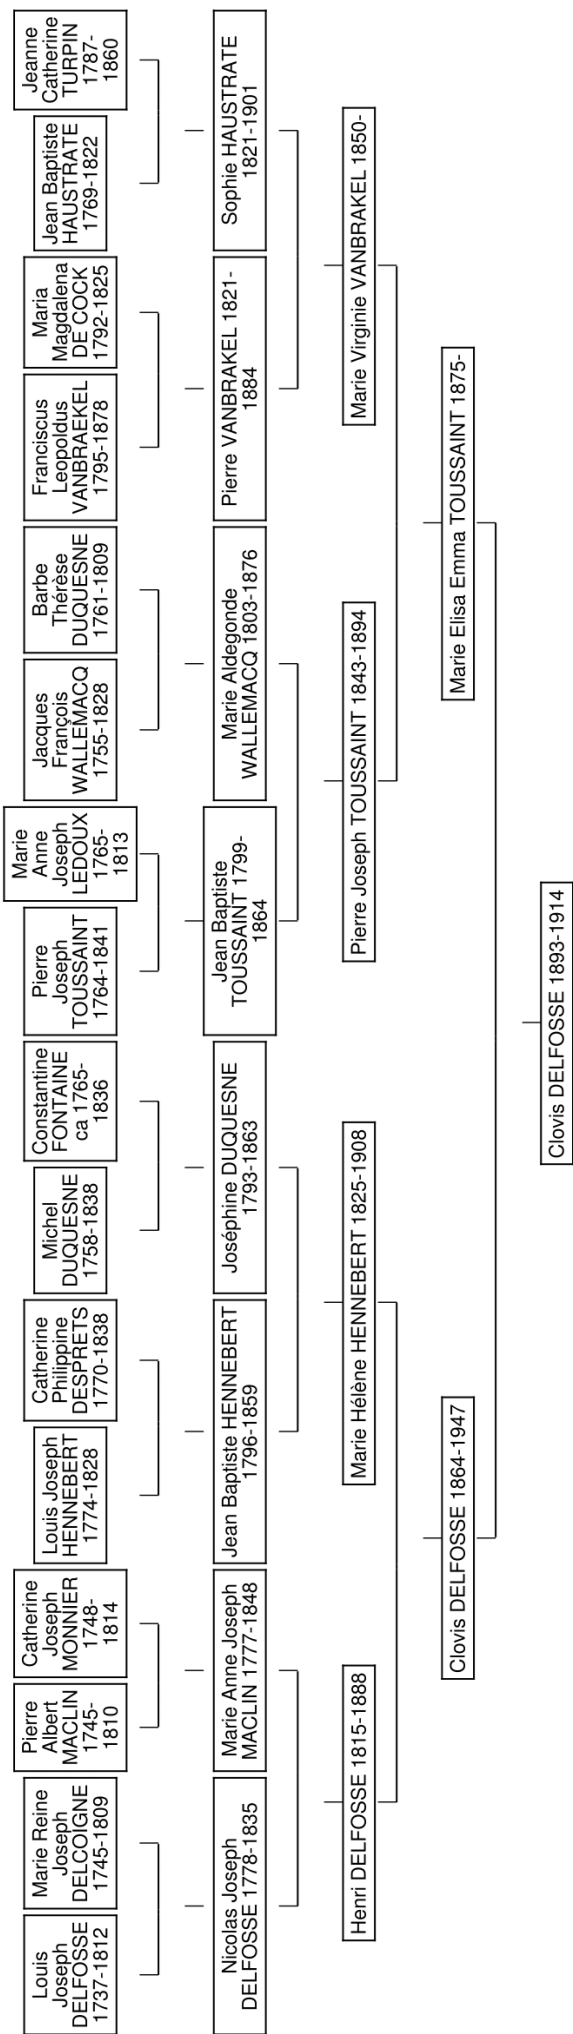 Louis
Joseph
DELFOSSE
1737-1812
Marie Reine
Joseph
DELCOIGNE
1745-1809
Pierre
Albert
MACLIN
1745-
1810
Catherine
Joseph
MONNIER
1748-
1814
Louis Joseph
HENNEBERT
1774-1828
Catherine
Philippine
DESPRETS
1770-1838
Michel
DUQUESNE
1758-1838
Constantine
FONTAINE
ca 1765-
1836
Pierre
Joseph
TOUSSAINT
1764-1841
Marie
Anne
Joseph
LEDOUX
1765-
1813
Jacques
François
WALLEMACQ
1755-1828
Barbe
Thérèse
DUQUESNE
1761-1809
Franciscus
Leopoldus
VANBRAEKEL
1795-1878
Maria
Magdalena
DE COCK
1792-1825
Jean Baptiste
HAUSTRATE
1769-1822
Jeanne
Catherine
TURPIN
1787-
1860
Nicolas Joseph
DELFOSSE 1778-1835
Marie Anne Joseph
MACLIN 1777-1848
Jean Baptiste HENNEBERT
1796-1859
Joséphine DUQUESNE
1793-1863
Jean Baptiste
TOUSSAINT 1799-
1864
Marie Aldegonde
WALLEMACQ 1803-1876
Pierre VANBRAKEL 1821-
1884
Sophie HAUSTRATE
1821-1901
Henri DELFOSSE 1815-1888
Marie Hélène HENNEBERT 1825-1908
Pierre Joseph TOUSSAINT 1843-1894
Marie Virginie VANBRAKEL 1850-
Clovis DELFOSSE 1864-1947
Marie Elisa Emma TOUSSAINT 1875-
Clovis DELFOSSE 1893-1914